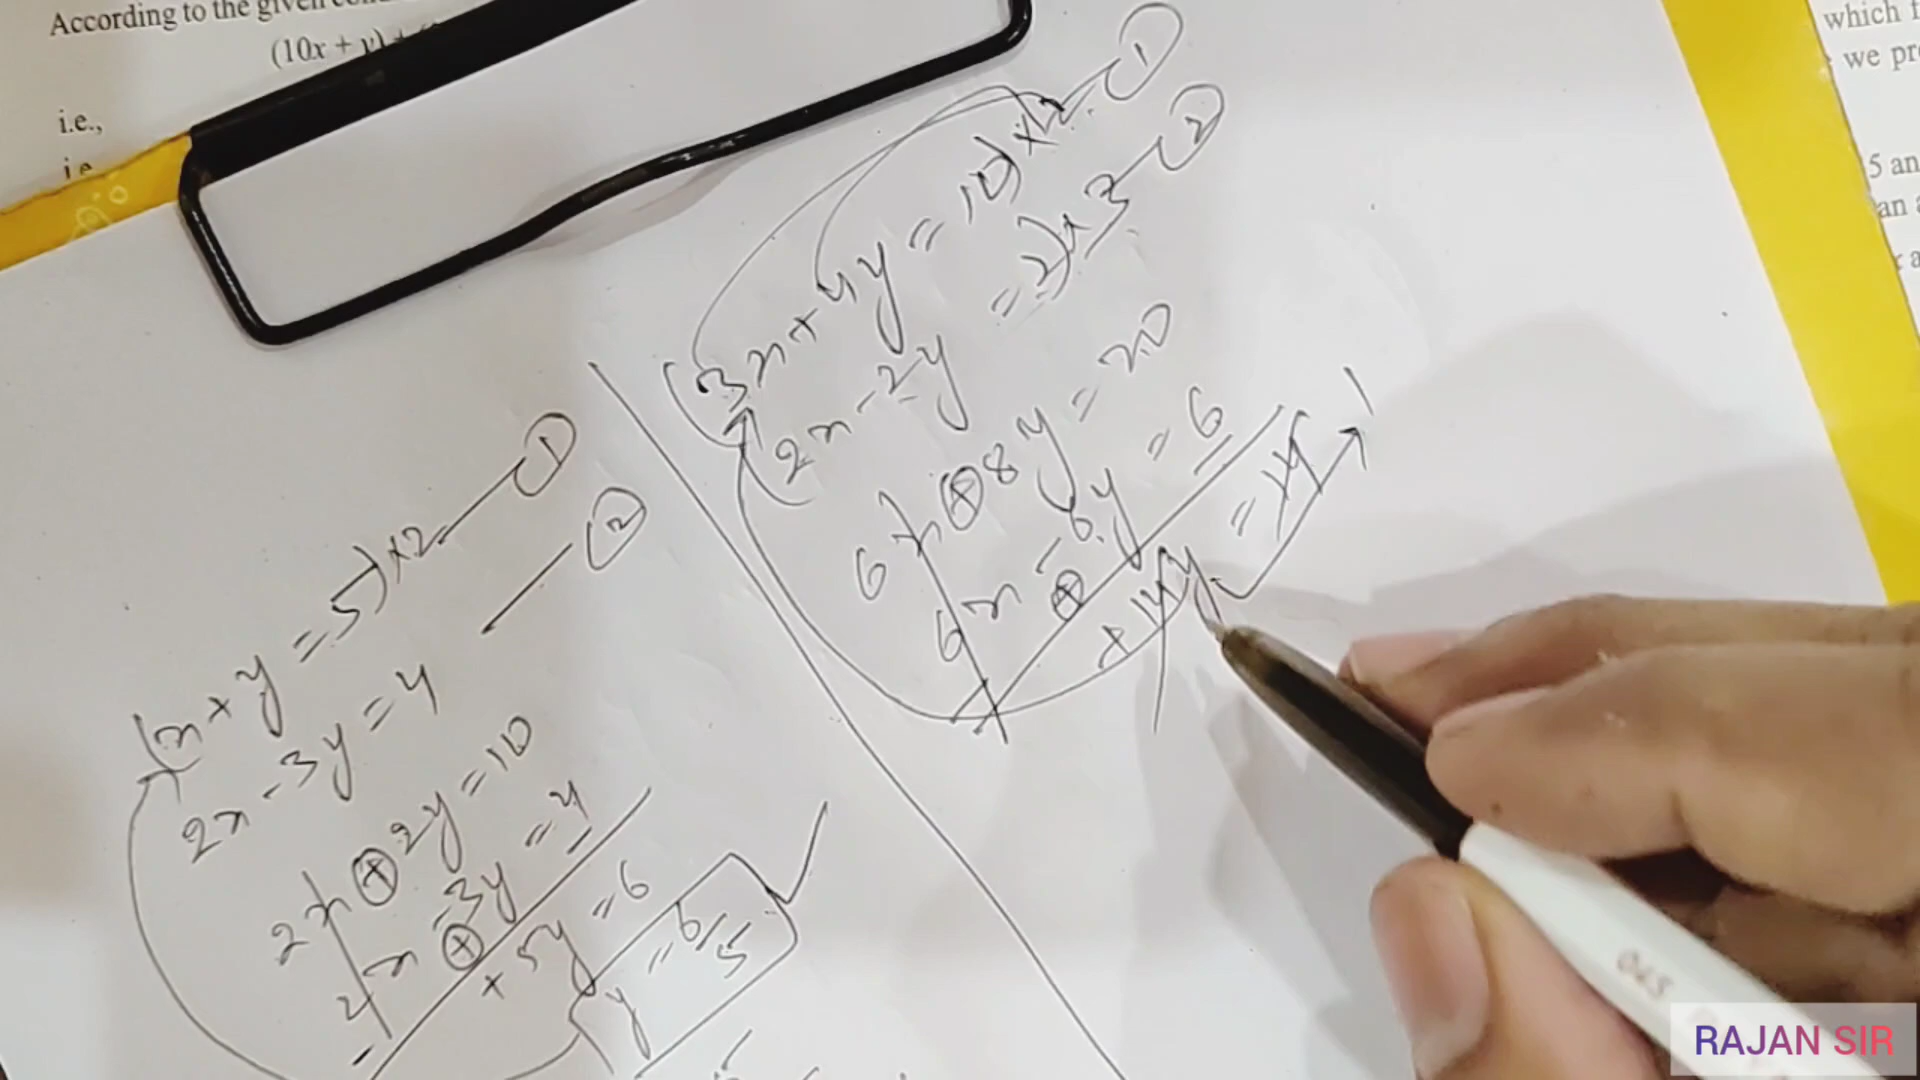 According to the given
(10x + y) +
i.e.,
i.e.
which f
we pr
5 an
an a
(x + y = 5) × 2 — ①
2x - 3y = 4 — ②
2x + 2y = 10
2x - 3y = 4
- +
+ 5y = 6
y = 6/5
(3x + 4y = 10) × 2 — ①
(2x - 2y = 2) × 3 — ②
6x + 8y = 20
6x - 6y = 6
- +
+ 14y = 14
1
045
RAJAN SIR